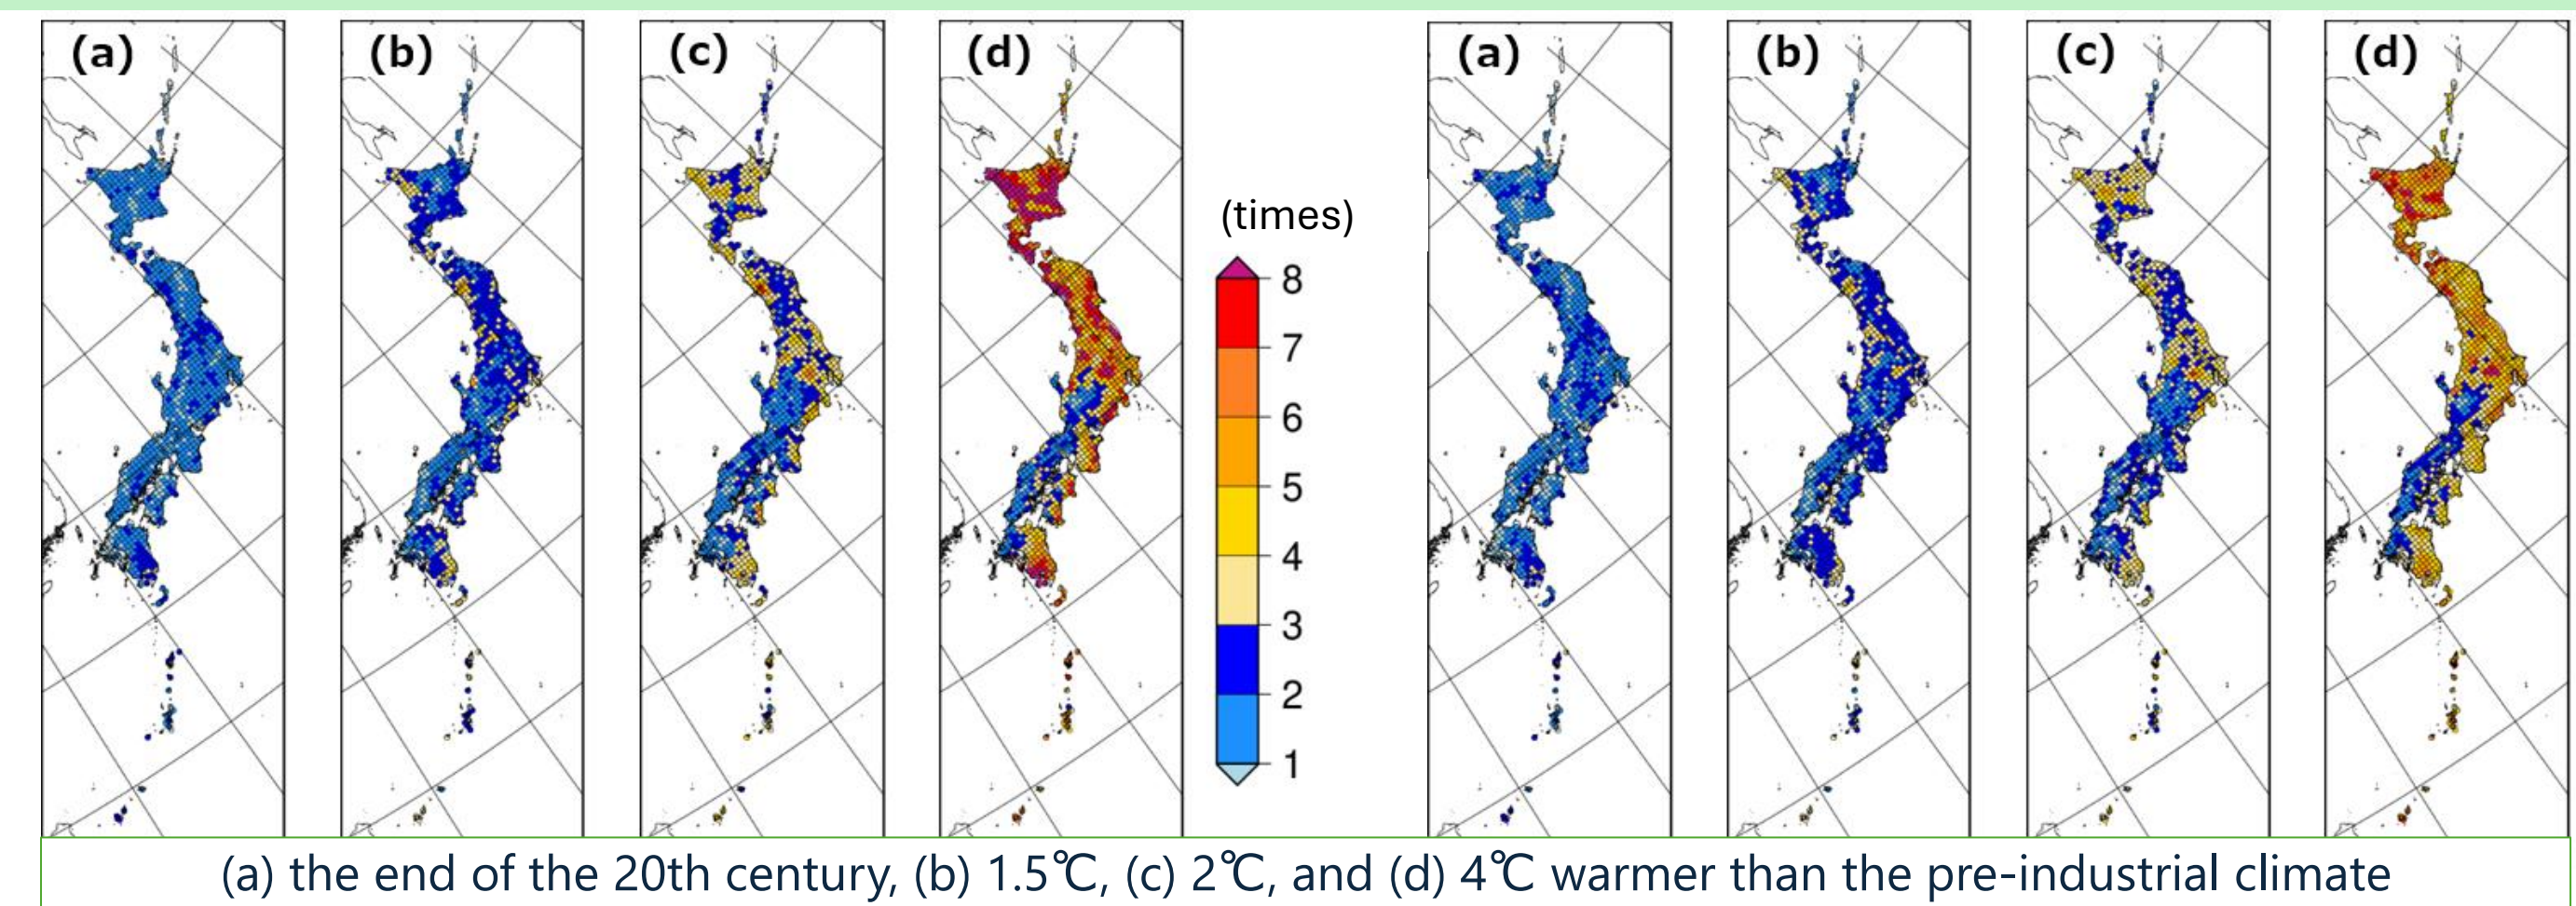 (a) (b) (c) (d) (a) (b) (c) (d)
(times)
8
7
6
5
4
3
2
1
(a) the end of the 20th century, (b) 1.5℃, (c) 2℃, and (d) 4℃ warmer than the pre-industrial climate